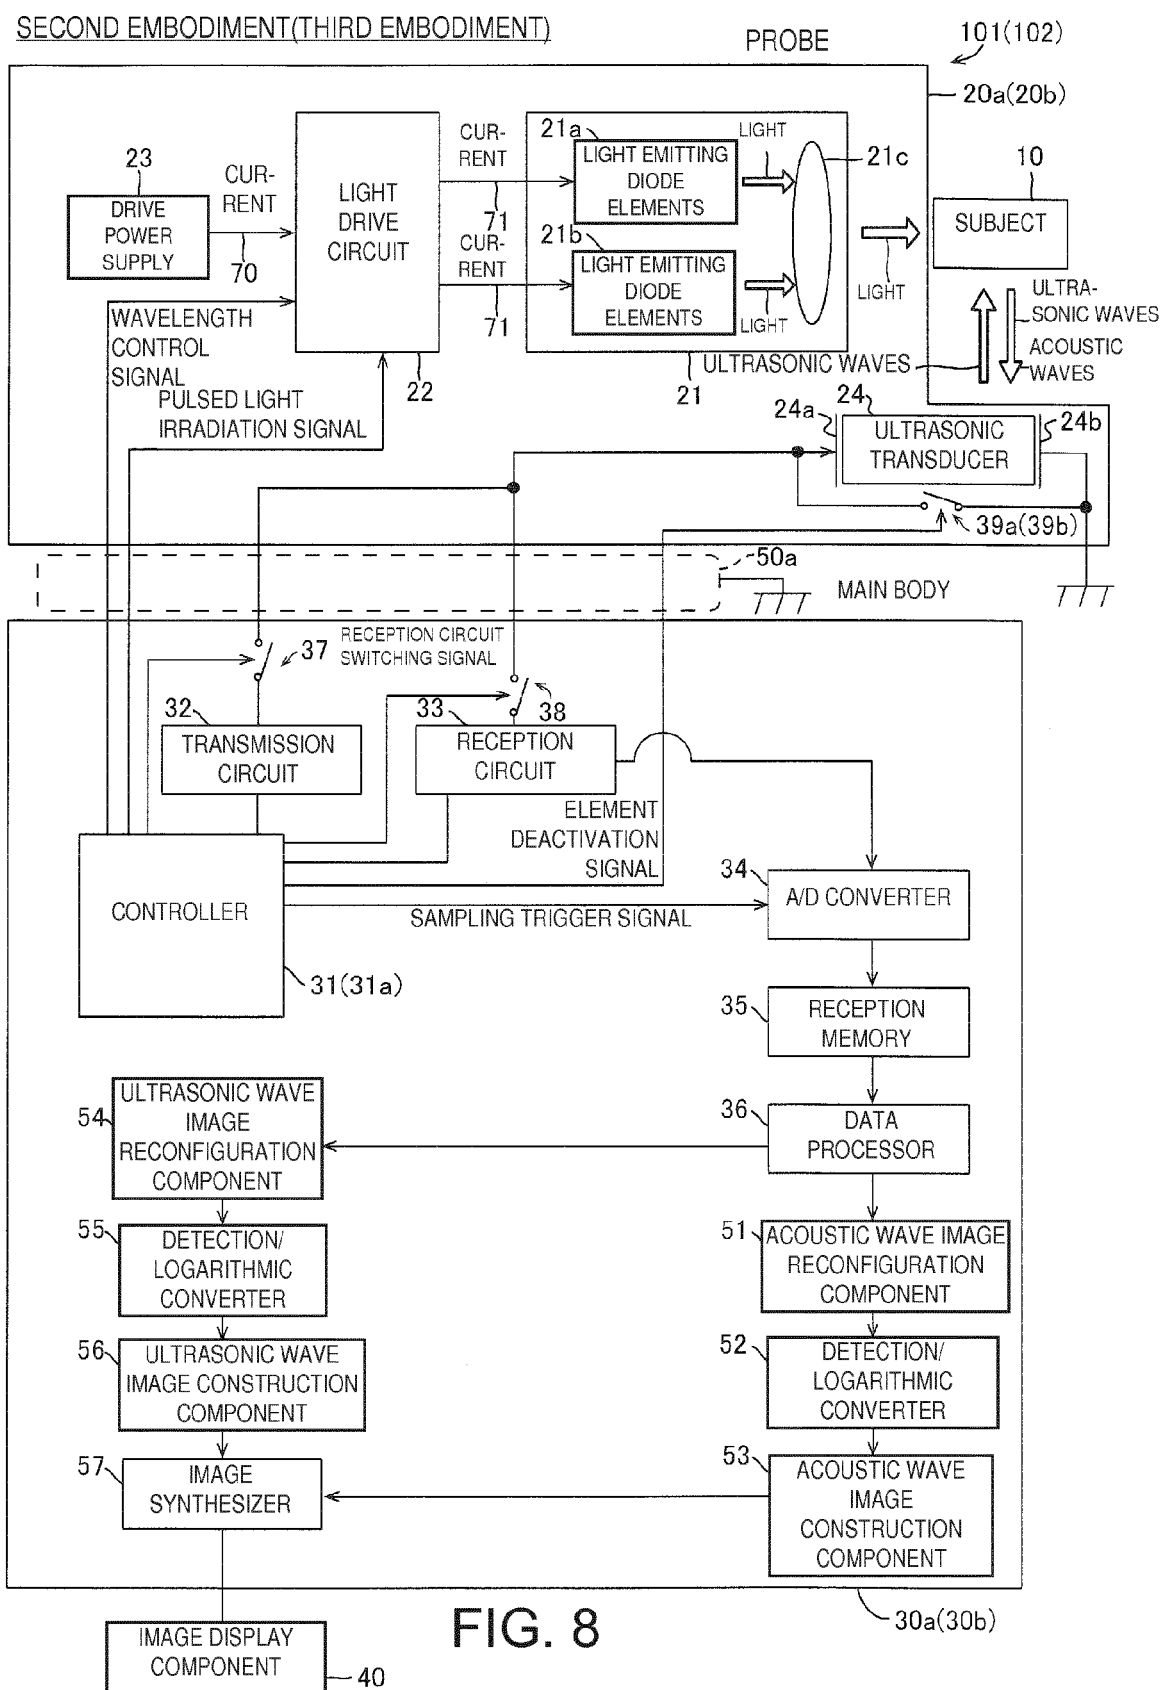 SECOND EMBODIMENT(THIRD EMBODIMENT)
PROBE
101(102)
20a(20b)
23
DRIVE
POWER
SUPPLY
CUR-
RENT
70
LIGHT
DRIVE
CIRCUIT
22
CUR-
RENT
71
CUR-
RENT
71
21a
LIGHT EMITTING
DIODE
ELEMENTS
21b
LIGHT EMITTING
DIODE
ELEMENTS
LIGHT
LIGHT
21c
21
LIGHT
10
SUBJECT
ULTRA-
SONIC WAVES
ACOUSTIC
WAVES
ULTRASONIC WAVES
WAVELENGTH
CONTROL
SIGNAL
PULSED LIGHT
IRRADIATION SIGNAL
24a
24
24b
ULTRASONIC
TRANSDUCER
39a(39b)
50a
MAIN BODY
37
RECEPTION CIRCUIT
SWITCHING SIGNAL
38
32
TRANSMISSION
CIRCUIT
33
RECEPTION
CIRCUIT
ELEMENT
DEACTIVATION
SIGNAL
CONTROLLER
31(31a)
SAMPLING TRIGGER SIGNAL
34
A/D CONVERTER
35
RECEPTION
MEMORY
36
DATA
PROCESSOR
54
ULTRASONIC WAVE
IMAGE
RECONFIGURATION
COMPONENT
55
DETECTION/
LOGARITHMIC
CONVERTER
56
ULTRASONIC WAVE
IMAGE CONSTRUCTION
COMPONENT
57
IMAGE
SYNTHESIZER
51
ACOUSTIC WAVE IMAGE
RECONFIGURATION
COMPONENT
52
DETECTION/
LOGARITHMIC
CONVERTER
53
ACOUSTIC WAVE
IMAGE
CONSTRUCTION
COMPONENT
30a(30b)
IMAGE DISPLAY
COMPONENT
40
FIG. 8